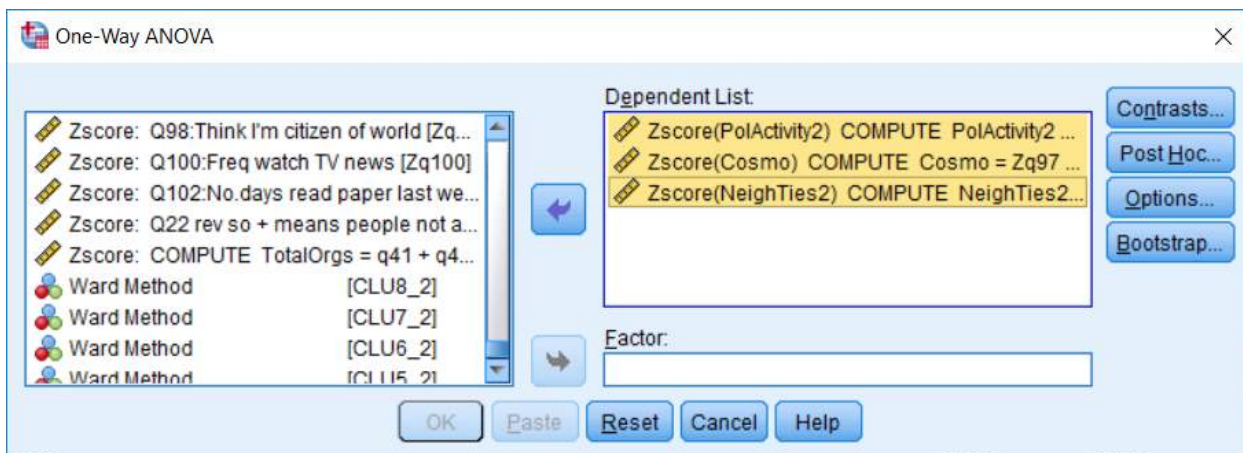 One-Way ANOVA
Zscore: Q98:Think I'm citizen of world [Zq...
Zscore: Q100:Freq watch TV news [Zq100]
Zscore: Q102:No.days read paper last we...
Zscore: Q22 rev so + means people not a...
Zscore: COMPUTE TotalOrgs = q41 + q4...
Ward Method [CLU8_2]
Ward Method [CLU7_2]
Ward Method [CLU6_2]
Ward Method [CLU5_2]
Dependent List:
Zscore(PolActivity2) COMPUTE PolActivity2 ...
Zscore(Cosmo) COMPUTE Cosmo = Zq97 ...
Zscore(NeighTies2) COMPUTE NeighTies2...
Factor:
Contrasts...
Post Hoc...
Options...
Bootstrap...
OK Paste Reset Cancel Help